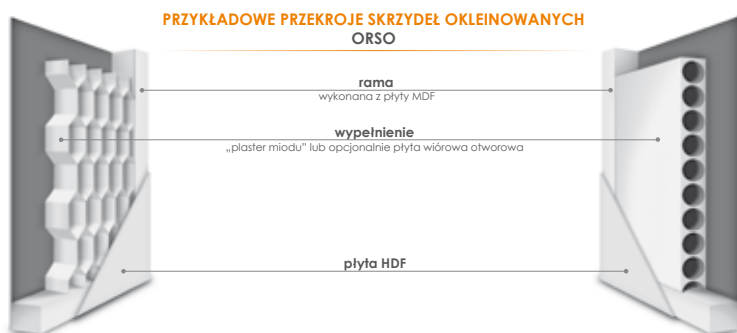 PRZYKŁADOWE PRZEKROJE SKRZYDEŁ OKLEINOWANYCH
ORSO
rama
wykonana z płyty MDF
wypełnienie
„plaster miodu” lub opcjonalnie płyta wiórowa otworowa
płyta HDF